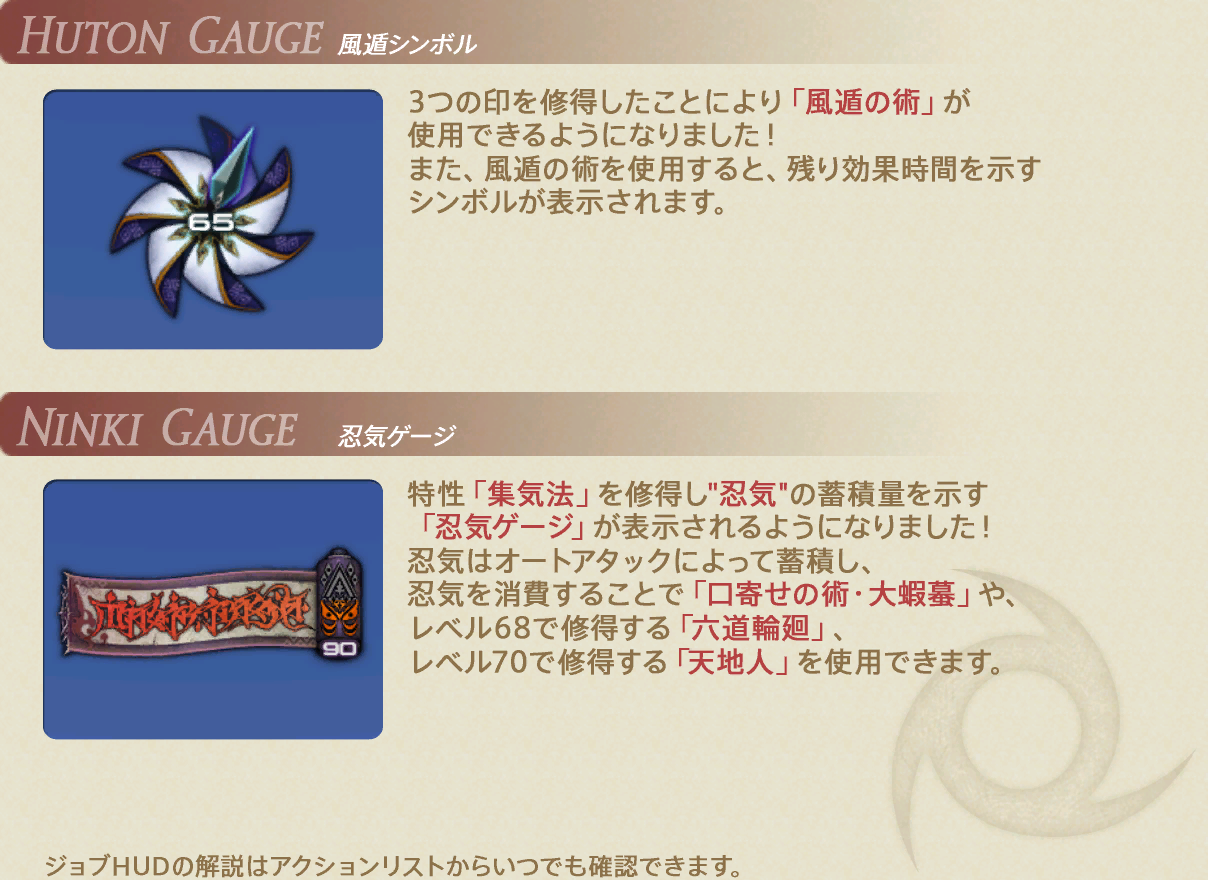 HUTON GAUGE 風遁シンボル
65
3つの印を修得したことにより「風遁の術」が
使用できるようになりました!
また、風遁の術を使用すると、残り効果時間を示す
シンボルが表示されます。
NINKI GAUGE 忍気ゲージ
90
特性「集気法」を修得し"忍気"の蓄積量を示す
「忍気ゲージ」が表示されるようになりました!
忍気はオートアタックによって蓄積し、
忍気を消費することで「口寄せの術・大蝦蟇」や、
レベル68で修得する「六道輪廻」、
レベル70で修得する「天地人」を使用できます。
ジョブHUDの解説はアクションリストからいつでも確認できます。